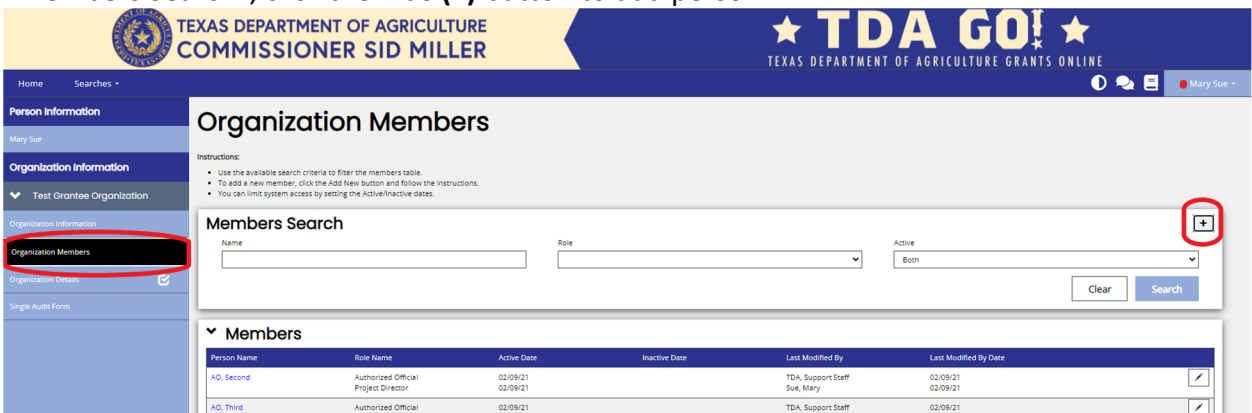 TEXAS DEPARTMENT OF AGRICULTURE
COMMISSIONER SID MILLER
TDA GO!
TEXAS DEPARTMENT OF AGRICULTURE GRANTS ONLINE
Home Searches
Mary Sue
Person Information
Mary Sue
Organization Information
Test Grantee Organization
Organization Information
Organization Members
Organization Details
Single Audit Form
Organization Members
Instructions:
• Use the available search criteria to filter the members table.
• To add a new member, click the Add New button and follow the instructions.
• You can limit system access by setting the Active/Inactive dates.
Members Search
+
Name Role Active
Both
Clear Search
Members
Person Name Role Name Active Date Inactive Date Last Modified By Last Modified By Date
AO, Second Authorized Official 02/09/21 TDA, Support Staff 02/09/21
Project Director 02/09/21 Sue, Mary 02/09/21
AO, Third Authorized Official 02/09/21 TDA, Support Staff 02/09/21